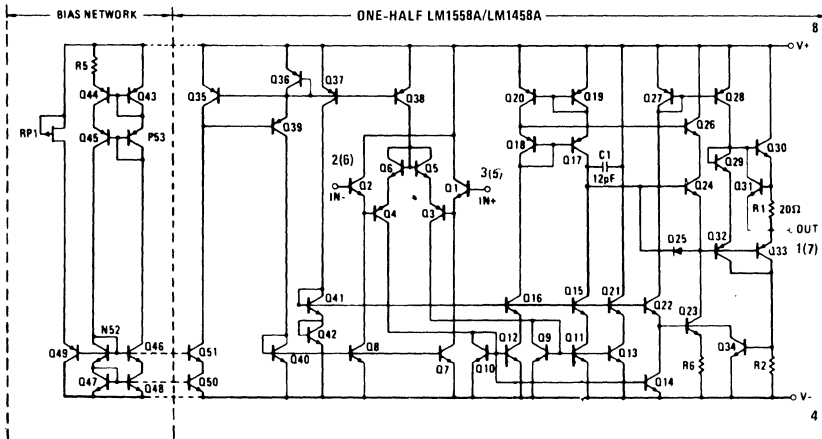 BIAS NETWORK
ONE-HALF LM1558A/LM1458A
8
V+
R5
Q36
Q37
Q44
Q43
Q35
Q38
Q20
Q19
Q27
Q28
RP1
Q45
P53
Q39
Q26
Q30
Q18
Q17
Q29
2(6)
Q6
Q5
3(5)
C1
12pF
Q24
Q31
IN-
Q2
Q1
IN+
R1
20Ω
Q4
Q3
OUT
Q25
Q32
Q33
1(7)
Q41
Q16
Q15
Q21
Q22
N52
Q42
Q23
Q49
Q46
Q51
Q40
Q8
Q7
Q10
Q12
Q9
Q11
Q13
Q34
Q47
Q48
Q50
Q14
R6
R2
V-
4